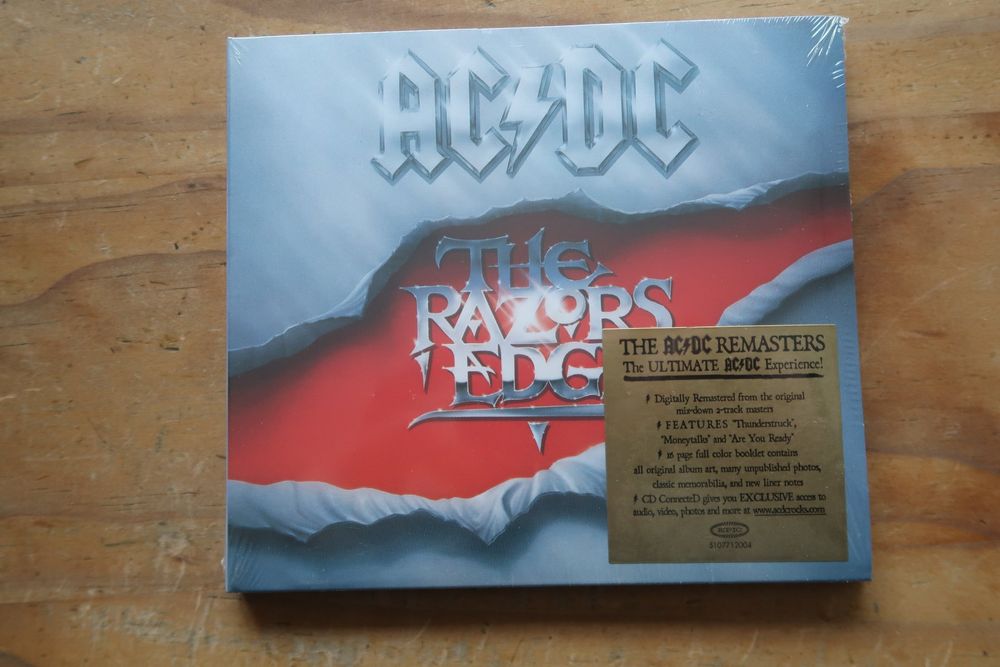 AC/DC
THE
RAZORS
EDGE
THE AC/DC REMASTERS
The ULTIMATE AC/DC Experience!
Digitally Remastered from the original
mix-down 2-track masters
FEATURES "Thunderstruck",
"Moneytalks" and "Are You Ready"
16 page full color booklet contains
all original album art, many unpublished photos,
classic memorabilia, and new liner notes
CD ConnecteD gives you EXCLUSIVE access to
audio, video, photos and more at www.acdcrocks.com
EPIC
5107712004